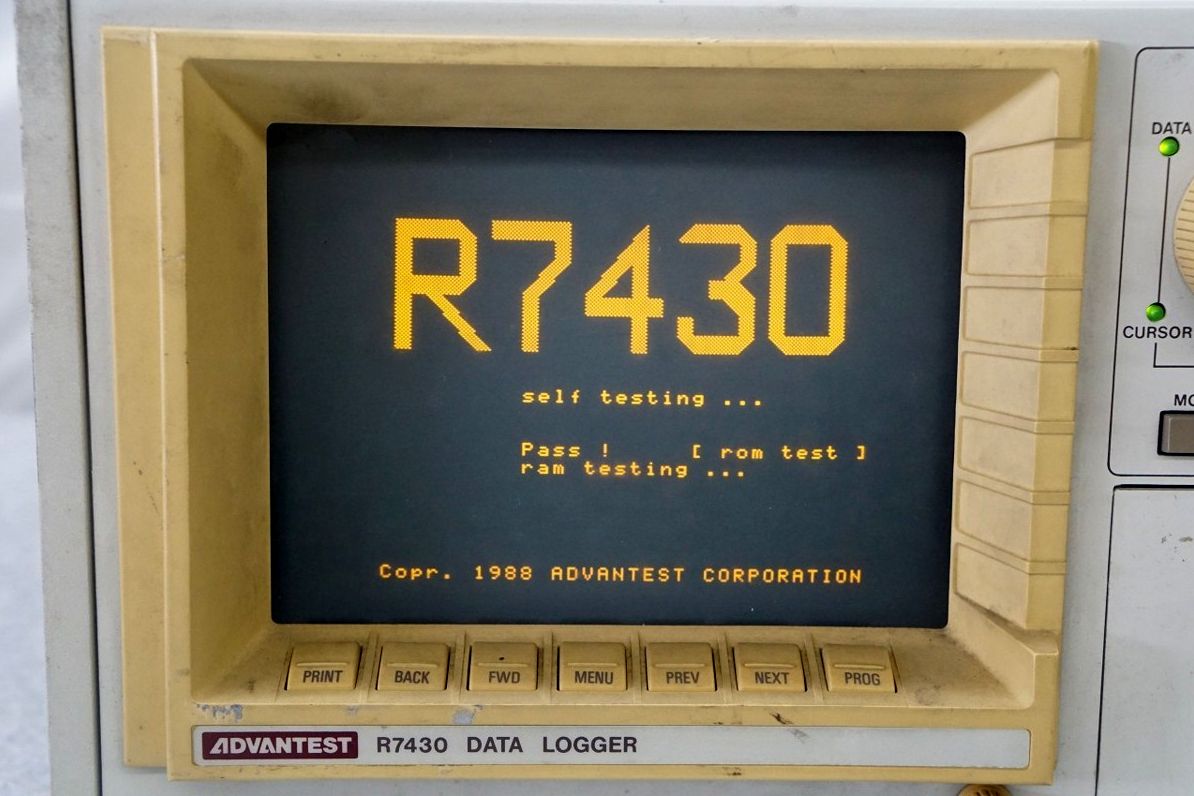 R7430
self testing ...
Pass !     [ rom test ]
ram testing ...
Copr. 1988 ADVANTEST CORPORATION
PRINT BACK FWD MENU PREV NEXT PROG
ADVANTEST R7430 DATA LOGGER
DATA
CURSOR